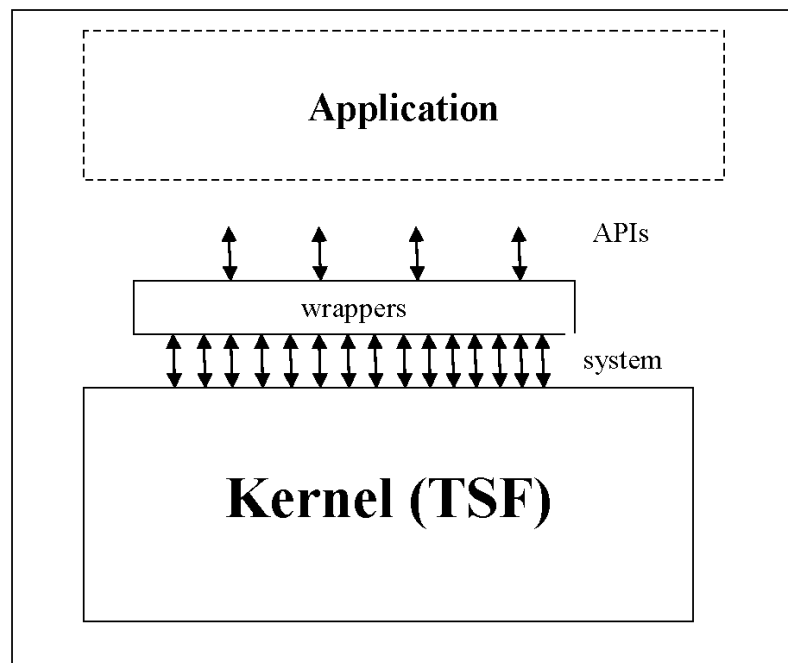 Application
APIs
wrappers
system
Kernel (TSF)